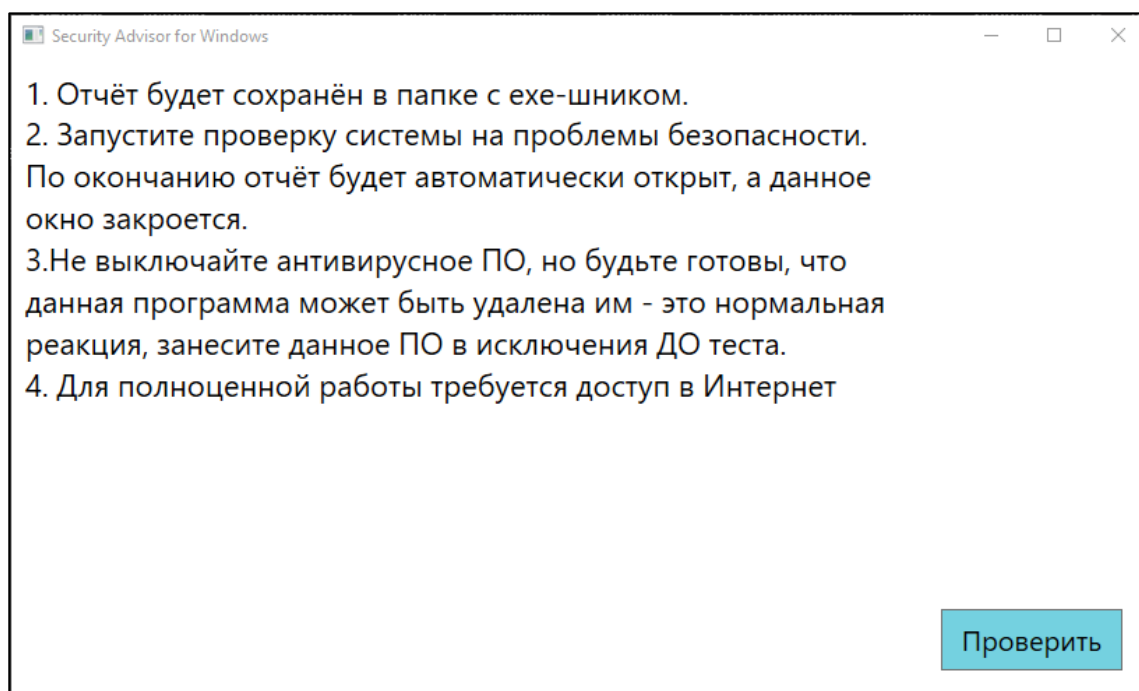 Security Advisor for Windows
1. Отчёт будет сохранён в папке с exe-шником.
2. Запустите проверку системы на проблемы безопасности.
По окончанию отчёт будет автоматически открыт, а данное
окно закроется.
3.Не выключайте антивирусное ПО, но будьте готовы, что
данная программа может быть удалена им - это нормальная
реакция, занесите данное ПО в исключения ДО теста.
4. Для полноценной работы требуется доступ в Интернет
Проверить